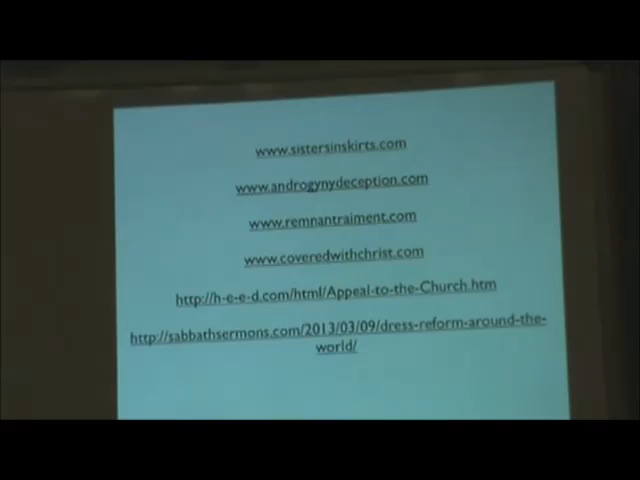 www.sistersinskirts.com
www.androgynydeception.com
www.remnantraiment.com
www.coveredwithchrist.com
http://h-e-e-d.com/html/Appeal-to-the-Church.htm
http://sabbathsermons.com/2013/03/09/dress-reform-around-the-
world/